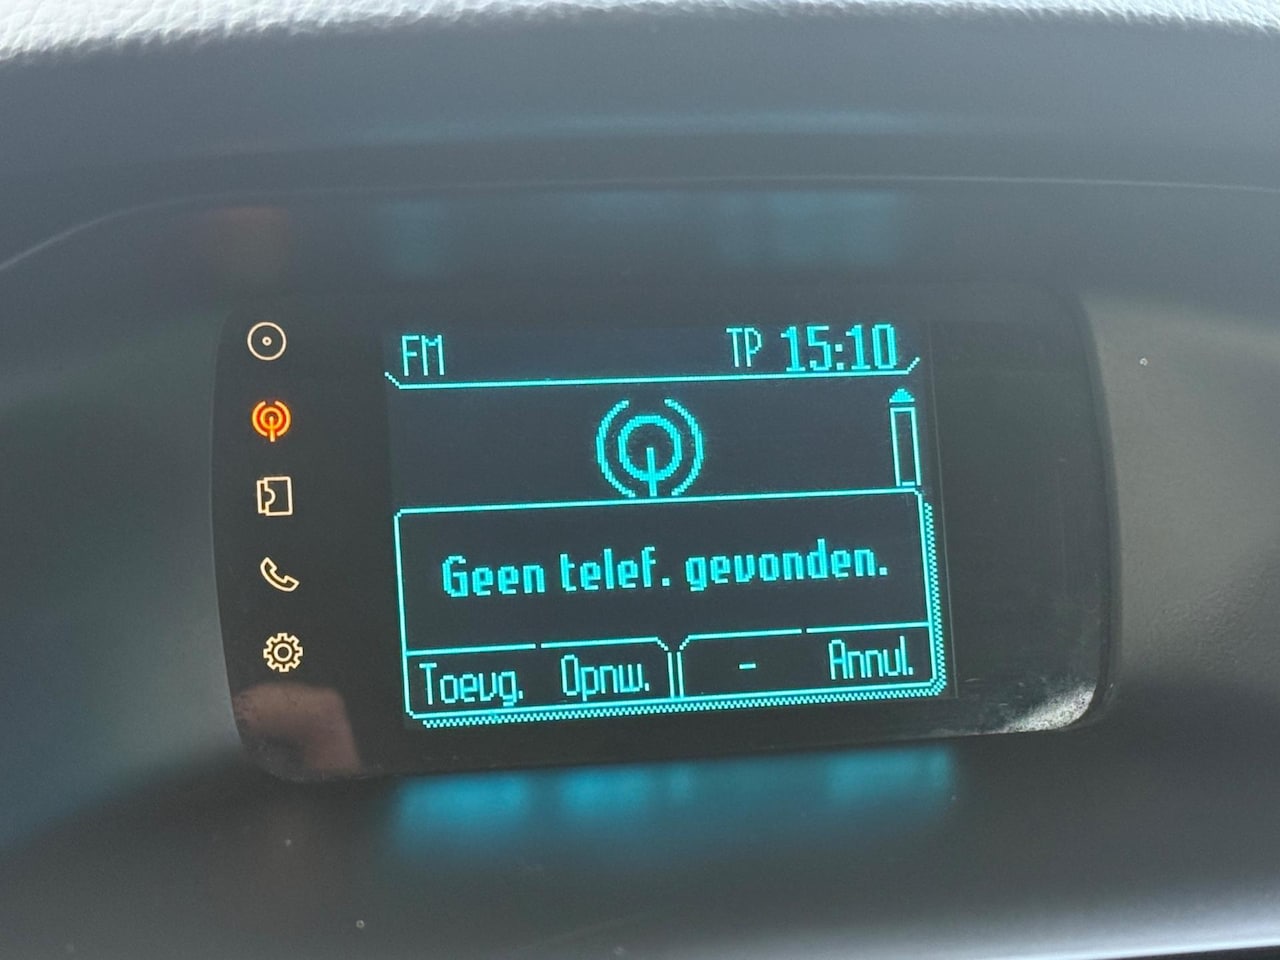 FM TP 15:10
Geen telef. gevonden.
Toevg. Opnw. - Annul.